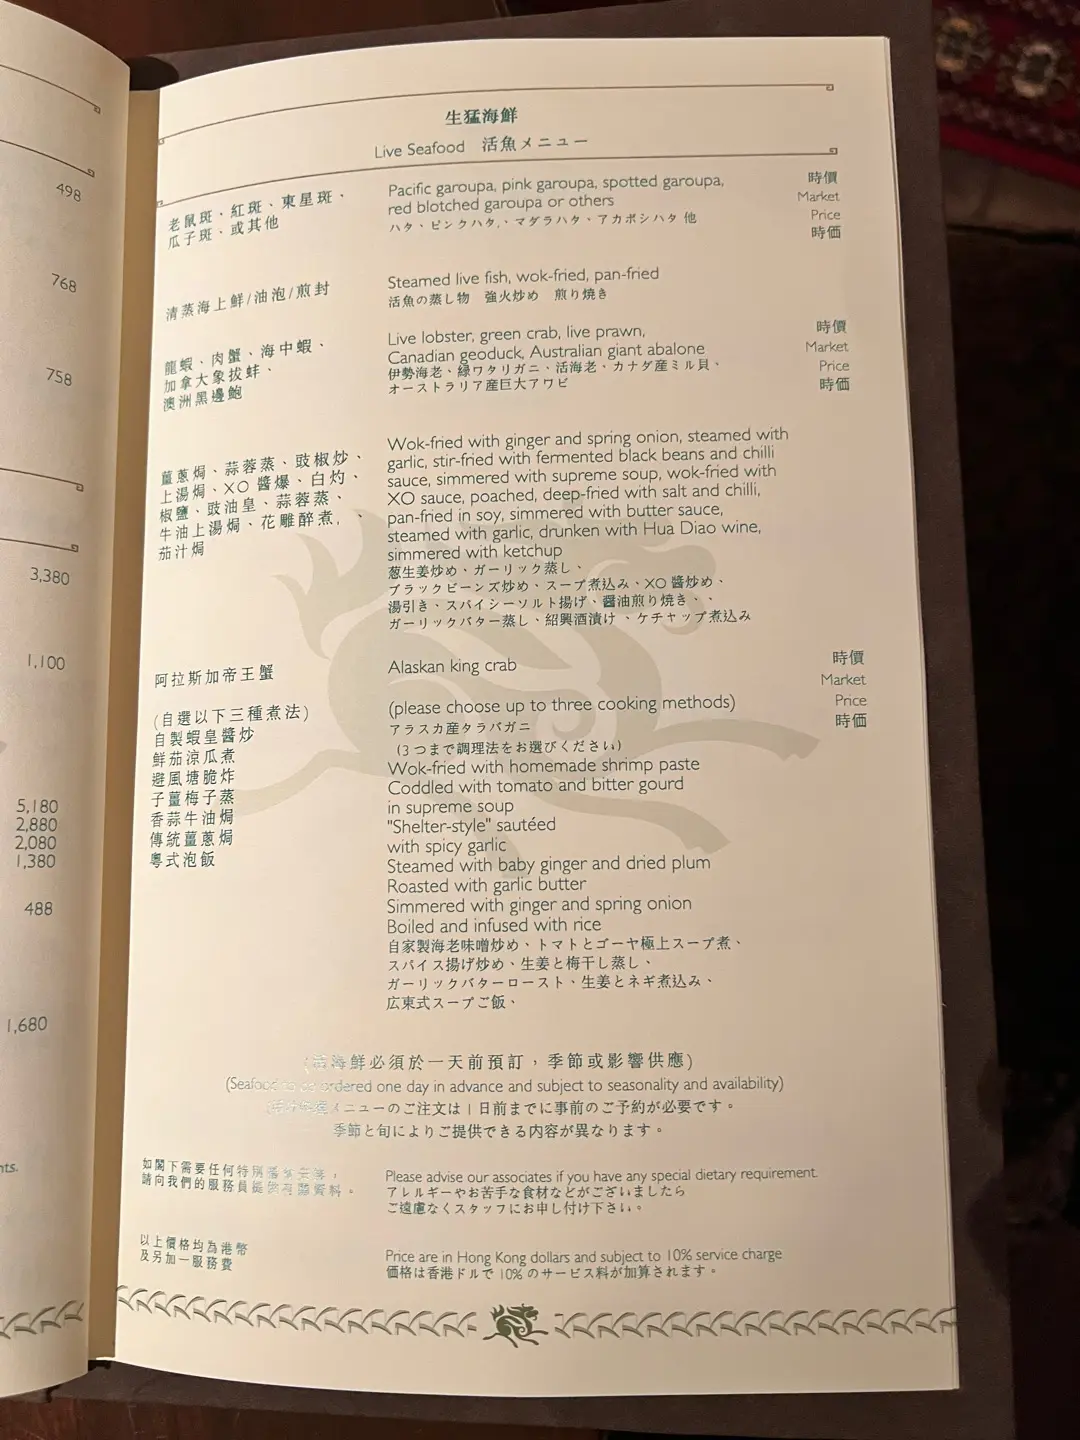 498
768
758
3,380
1,100
5,180
2,880
2,080
1,380
488
1,680
nts.
生猛海鮮
Live Seafood 活魚メニュー
老鼠斑、紅斑、東星斑、
瓜子斑、或其他
Pacific garoupa, pink garoupa, spotted garoupa,
red blotched garoupa or others
ハタ、ピンクハタ,、マダラハタ、アカボシハタ 他
時價
Market
Price
時価
清蒸海上鮮/油泡/煎封
Steamed live fish, wok-fried, pan-fried
活魚の蒸し物 強火炒め 煎り焼き
龍蝦、肉蟹、海中蝦、
加拿大象拔蚌、
澳洲黑邊鮑
Live lobster, green crab, live prawn,
Canadian geoduck, Australian giant abalone
伊勢海老、緑ワタリガニ、活海老、カナダ産ミル貝、
オーストラリア産巨大アワビ
時價
Market
Price
時価
薑蔥焗、蒜蓉蒸、豉椒炒、
上湯焗、XO 醬爆、白灼、
椒鹽、豉油皇、蒜蓉蒸、
牛油上湯焗、花雕醉煮,、
茄汁焗
Wok-fried with ginger and spring onion, steamed with
garlic, stir-fried with fermented black beans and chilli
sauce, simmered with supreme soup, wok-fried with
XO sauce, poached, deep-fried with salt and chilli,
pan-fried in soy, simmered with butter sauce,
steamed with garlic, drunken with Hua Diao wine,
simmered with ketchup
葱生姜炒め、ガーリック蒸し、
ブラックビーンズ炒め、スープ煮込み、XO 醬炒め、
湯引き、スパイシーソルト揚げ、醤油煎り焼き、、
ガーリックバター蒸し、紹興酒漬け 、ケチャップ煮込み
阿拉斯加帝王蟹
(自選以下三種煮法)
自製蝦皇醬炒
鮮茄涼瓜煮
避風塘脆炸
子薑梅子蒸
香蒜牛油焗
傳統薑蔥焗
粵式泡飯
Alaskan king crab
(please choose up to three cooking methods)
アラスカ産タラバガニ
(3 つまで調理法をお選びください)
Wok-fried with homemade shrimp paste
Coddled with tomato and bitter gourd
in supreme soup
"Shelter-style" sautéed
with spicy garlic
Steamed with baby ginger and dried plum
Roasted with garlic butter
Simmered with ginger and spring onion
Boiled and infused with rice
自家製海老味噌炒め、トマトとゴーヤ極上スープ煮、
スパイス揚げ炒め、生姜と梅干し蒸し、
ガーリックバターロースト、生姜とネギ煮込み、
広東式スープご飯、
時價
Market
Price
時価
海鮮必須於一天前預訂，季節或影響供應)
(Seafood to be ordered one day in advance and subject to seasonality and availability)
メニューのご注文は 1 日前までに事前のご予約が必要です。
季節と旬によりご提供できる内容が異なります。
如閣下需要任何特別
請向我們的服務員資料。
Please advise our associates if you have any special dietary requirement.
アレルギーやお苦手な食材などがございましたら
ご遠慮なくスタッフにお申し付け下さい。
以上價格均為港幣
及另加一服務費
Price are in Hong Kong dollars and subject to 10% service charge
価格は香港ドルで 10% のサービス料が加算されます。